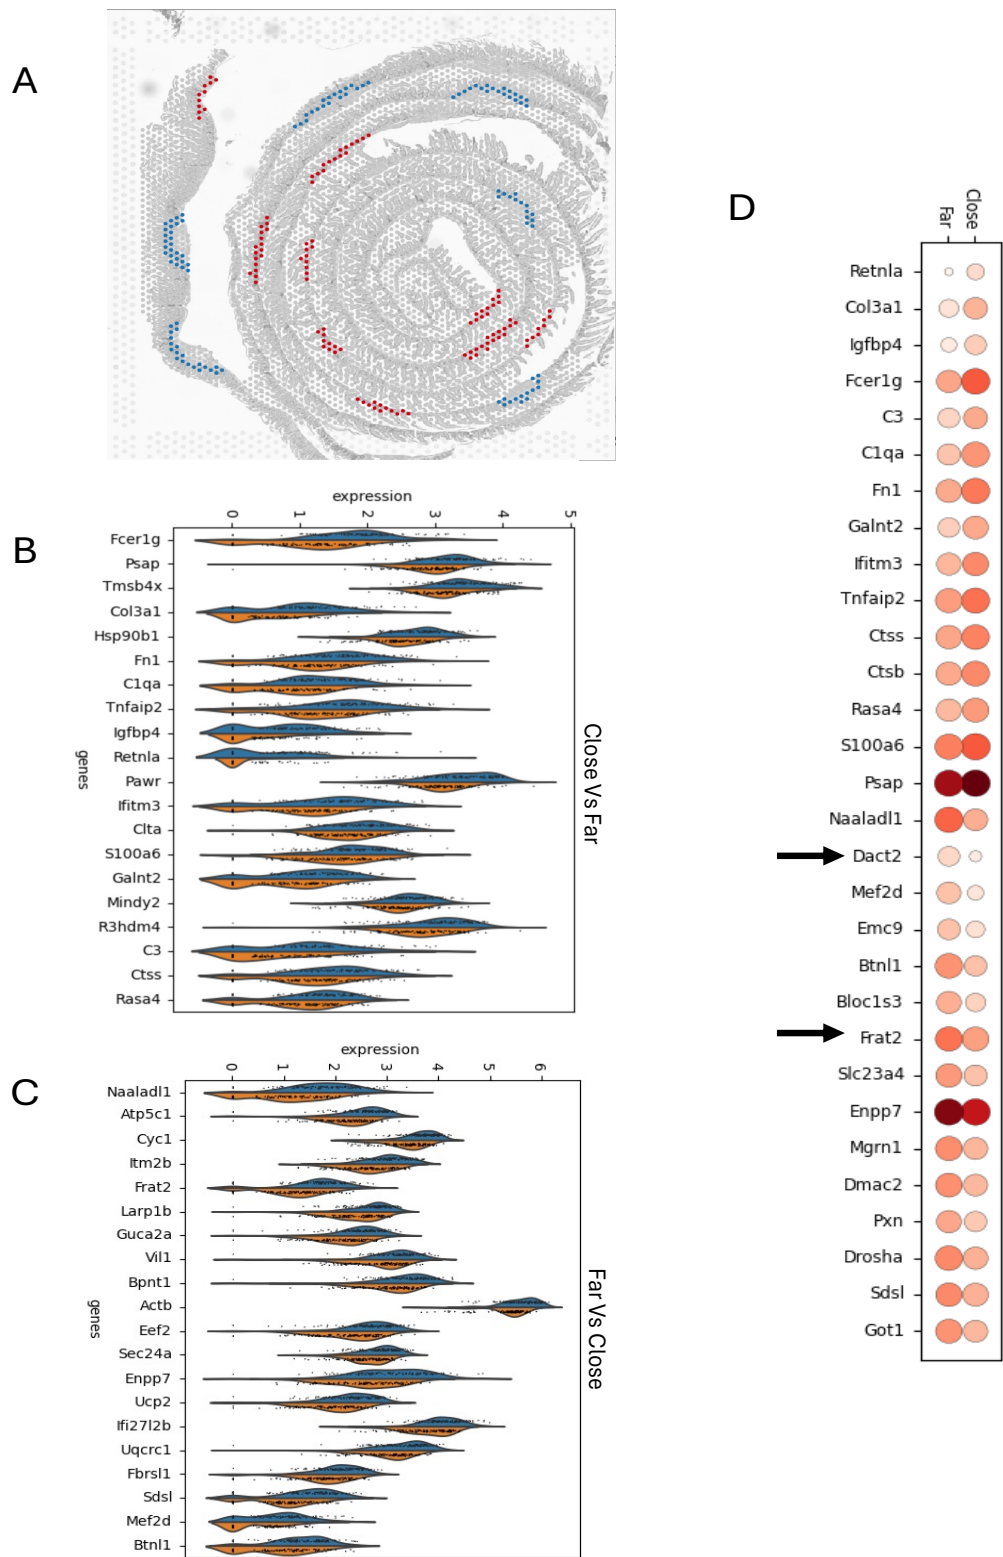 A
B
expression
0 1 2 3 4 5
Fcer1g
Psap
Tmsb4x
Col3a1
Hsp90b1
Fn1
C1qa
Tnfaip2
Igfbp4
Retnla
Pawr
Ifitm3
Clta
S100a6
Galnt2
Mindy2
R3hdm4
C3
Ctss
Rasa4
genes
Close Vs Far
C
expression
0 1 2 3 4 5 6
Naaladl1
Atp5c1
Cyc1
Itm2b
Frat2
Larp1b
Guca2a
Vil1
Bpnt1
Actb
Eef2
Sec24a
Enpp7
Ucp2
Ifi27l2b
Uqcrc1
Fbrsl1
Sdsl
Mef2d
Btnl1
genes
Far Vs Close
D
Far Close
Retnla
Col3a1
Igfbp4
Fcer1g
C3
C1qa
Fn1
Galnt2
Ifitm3
Tnfaip2
Ctss
Ctsb
Rasa4
S100a6
Psap
Naaladl1
Dact2
Mef2d
Emc9
Btnl1
Bloc1s3
Frat2
Slc23a4
Enpp7
Mgrn1
Dmac2
Pxn
Drosha
Sdsl
Got1